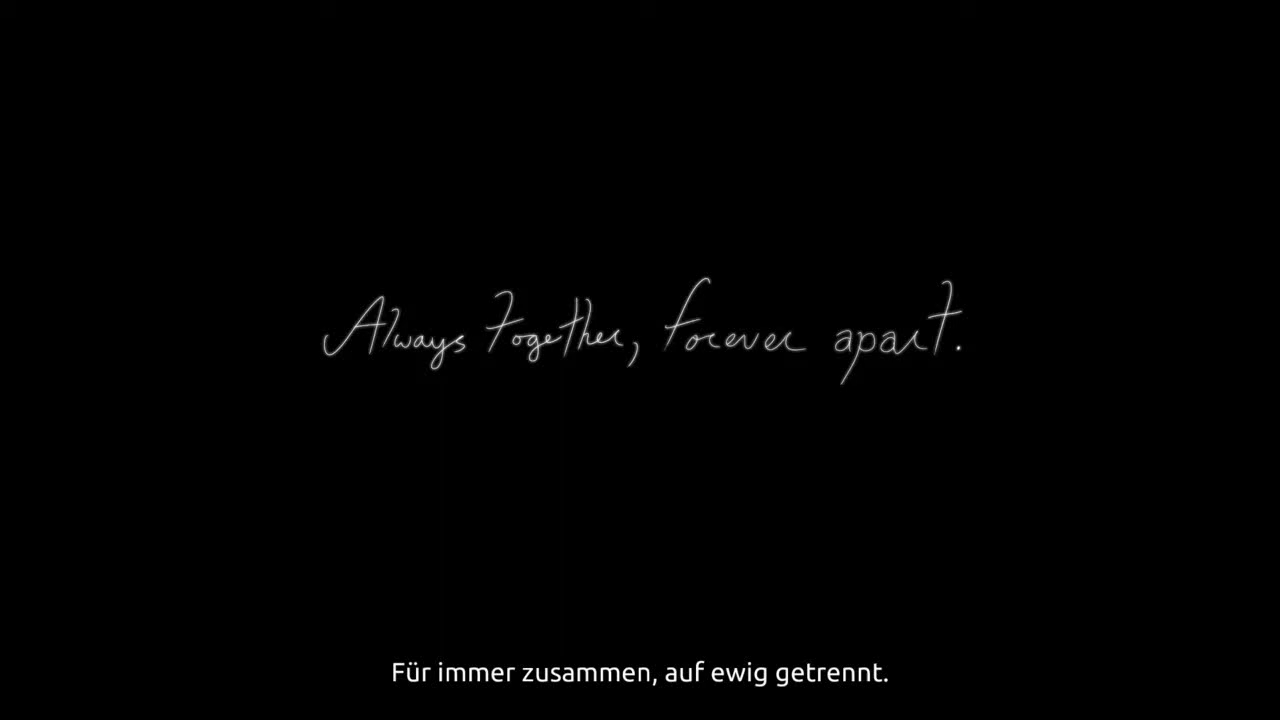 Always together, forever apart.
Für immer zusammen, auf ewig getrennt.